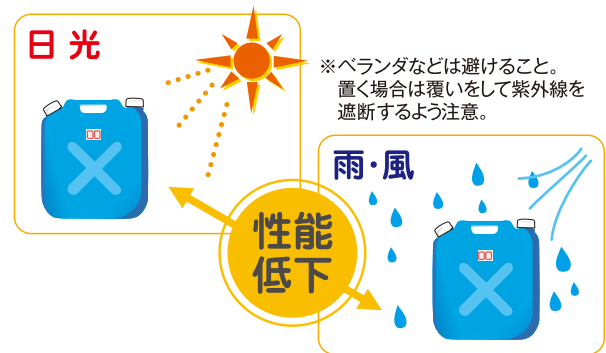 日光
※ベランダなどは避けること。
置く場合は覆いをして紫外線を
遮断するよう注意。
雨・風
性能
低下